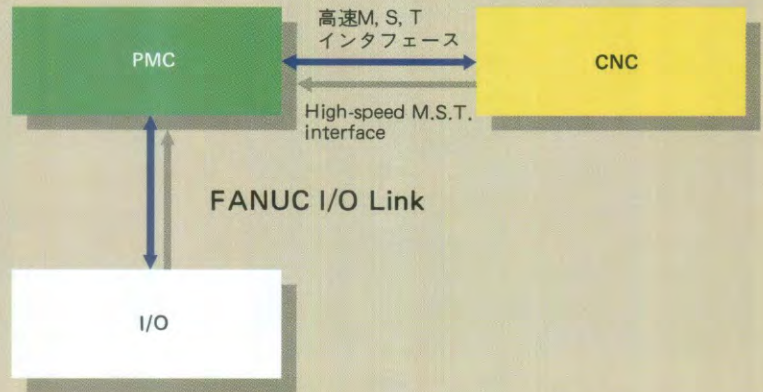 高速M, S, T
インタフェース
PMC
CNC
High-speed M.S.T.
interface
FANUC I/O Link
I/O